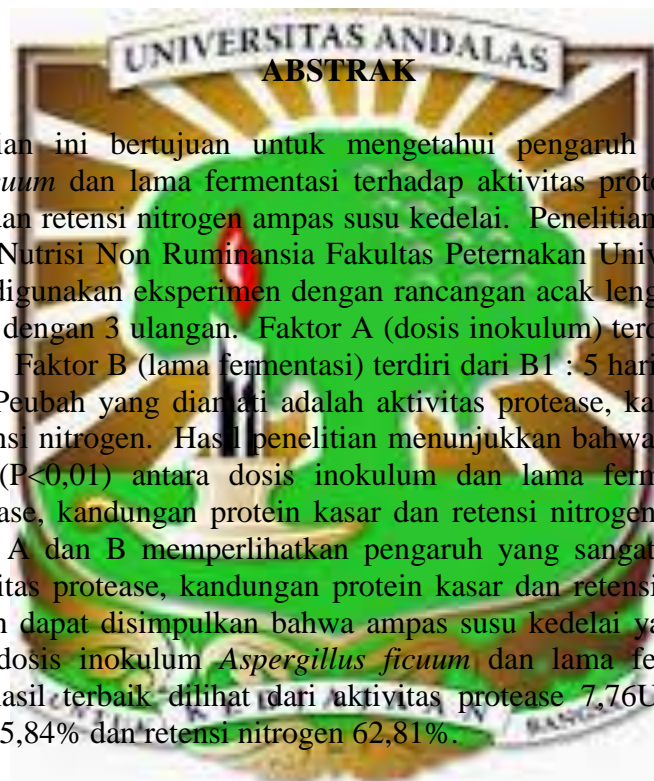 UNIVERSITAS ANDALAS
ABSTRAK
ian ini bertujuan untuk mengetahui pengaruh
uum dan lama fermentasi terhadap aktivitas prote
dan retensi nitrogen ampas susu kedelai. Penelitian
Nutrisi Non Ruminansia Fakultas Peternakan Univ
digunakan eksperimen dengan rancangan acak leng
dengan 3 ulangan. Faktor A (dosis inokulum) terd
Faktor B (lama fermentasi) terdiri dari B1 : 5 hari
Peubah yang diamati adalah aktivitas protease, ka
nsi nitrogen. Hasil penelitian menunjukkan bahwa
(P<0,01) antara dosis inokulum dan lama ferm
ase, kandungan protein kasar dan retensi nitrogen
A dan B memperlihatkan pengaruh yang sangat
itas protease, kandungan protein kasar dan retensi
n dapat disimpulkan bahwa ampas susu kedelai ya
dosis inokulum Aspergillus ficuum dan lama fe
hasil terbaik dilihat dari aktivitas protease 7,76U
5,84% dan retensi nitrogen 62,81%.